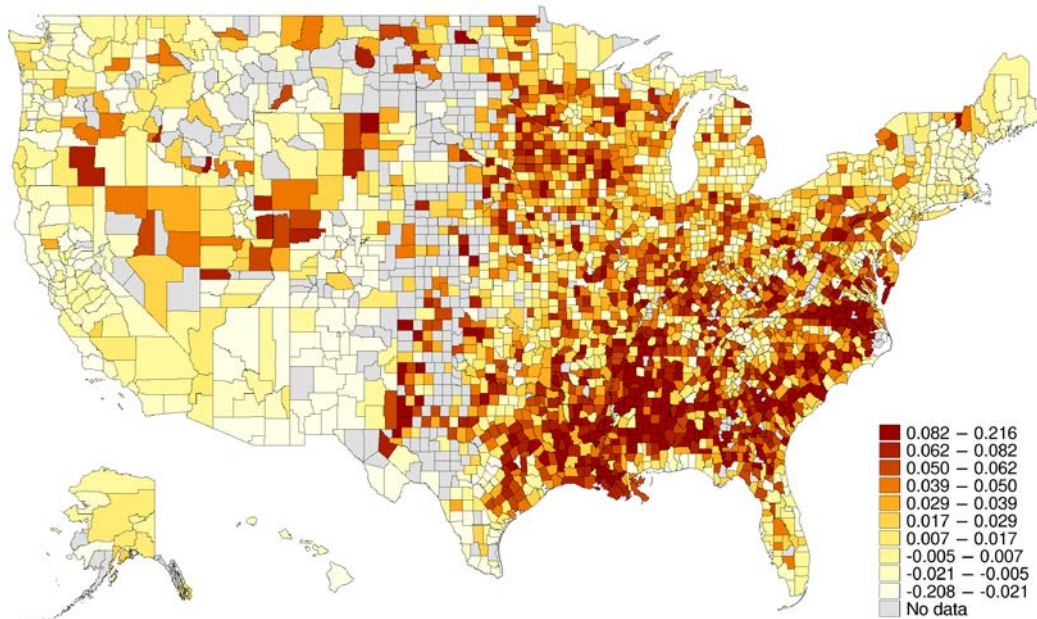 0.082 – 0.216
0.062 – 0.082
0.050 – 0.062
0.039 – 0.050
0.029 – 0.039
0.017 – 0.029
0.007 – 0.017
-0.005 – 0.007
-0.021 – -0.005
-0.208 – -0.021
No data